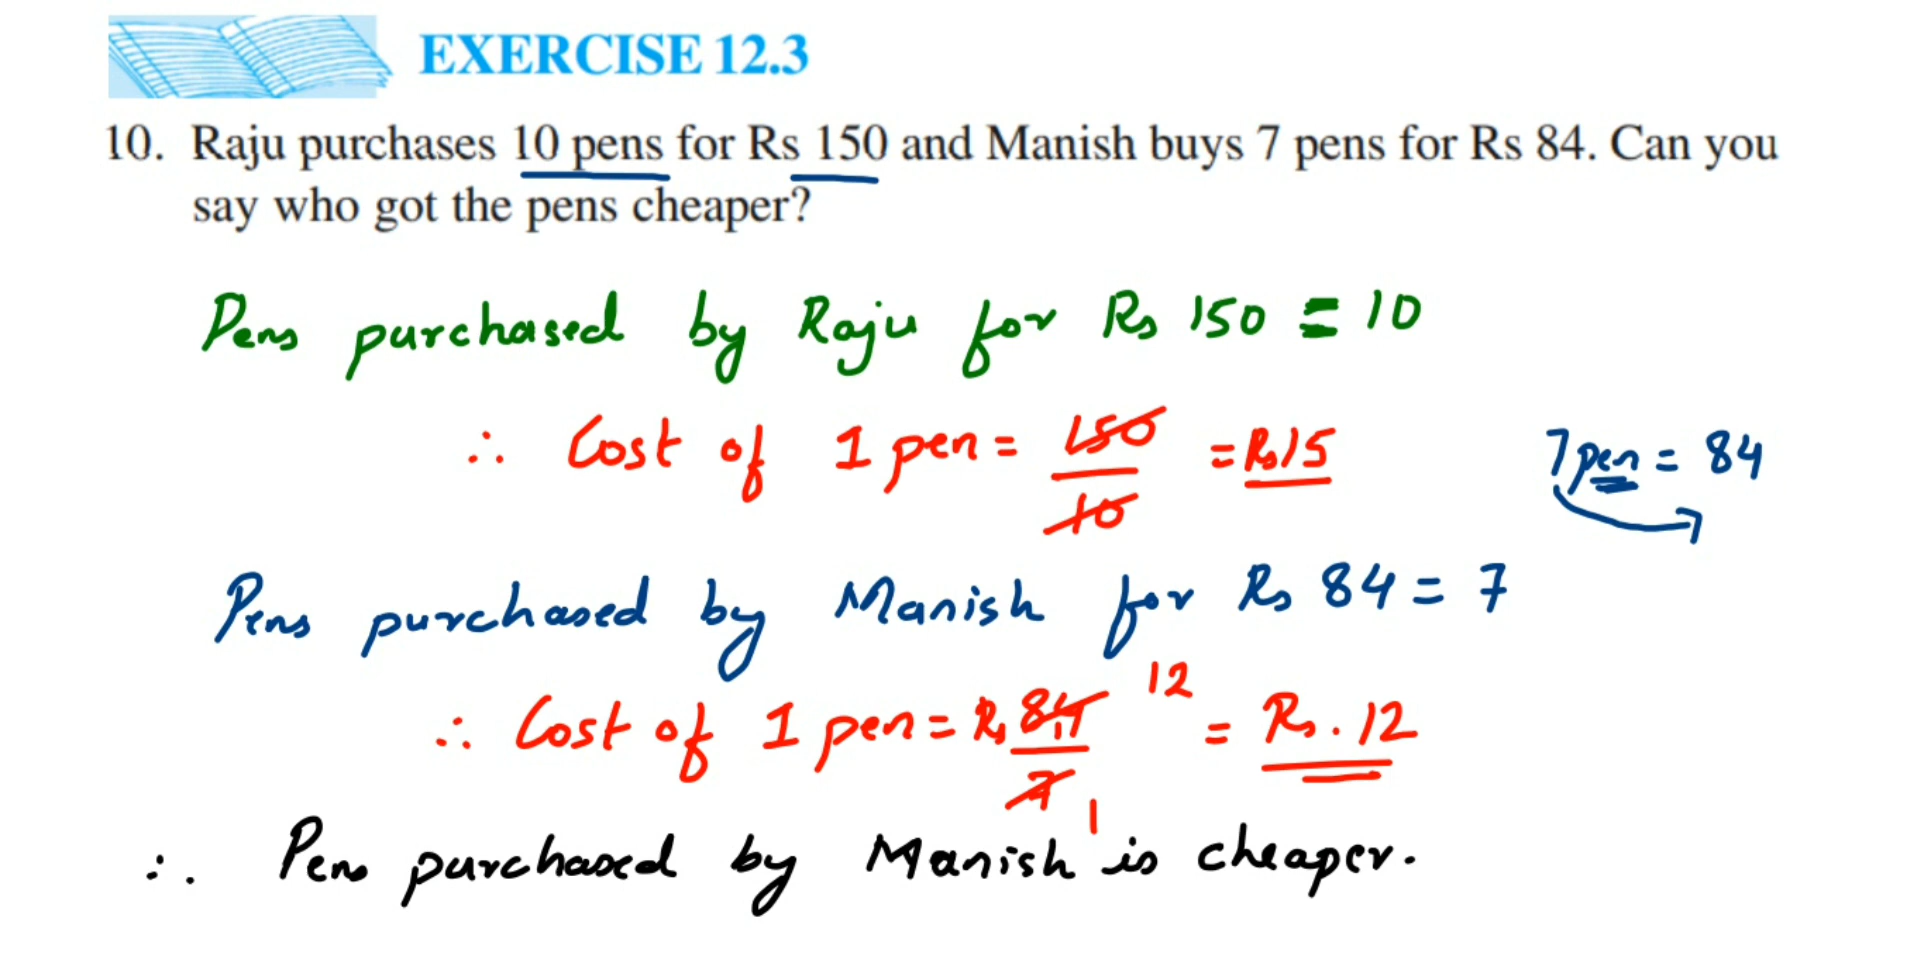 EXERCISE 12.3
10. Raju purchases 10 pens for Rs 150 and Manish buys 7 pens for Rs 84. Can you
say who got the pens cheaper?
Pens purchased by Raju for Rs 150 = 10
∴ Cost of 1 pen = 150/10 = Rs 15
7 pen = 84
Pens purchased by Manish for Rs 84 = 7
∴ Cost of 1 pen = Rs 84/7 12 1 = Rs. 12
∴ Pens purchased by Manish is cheaper.